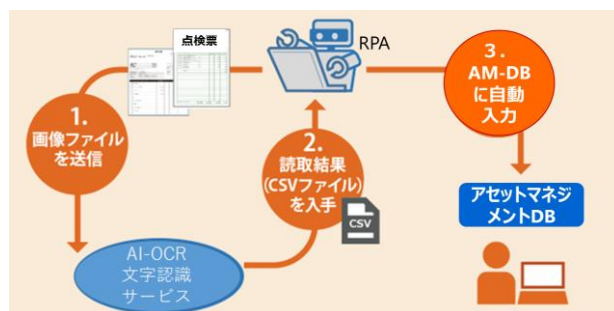 点検票
RPA
1.
画像ファイル
を送信
2.
読取結果
(CSVファイル)
を入手
CSV
3.
AM-DB
に自動
入力
アセットマネジ
メントDB
AI-OCR
文字認識
サービス